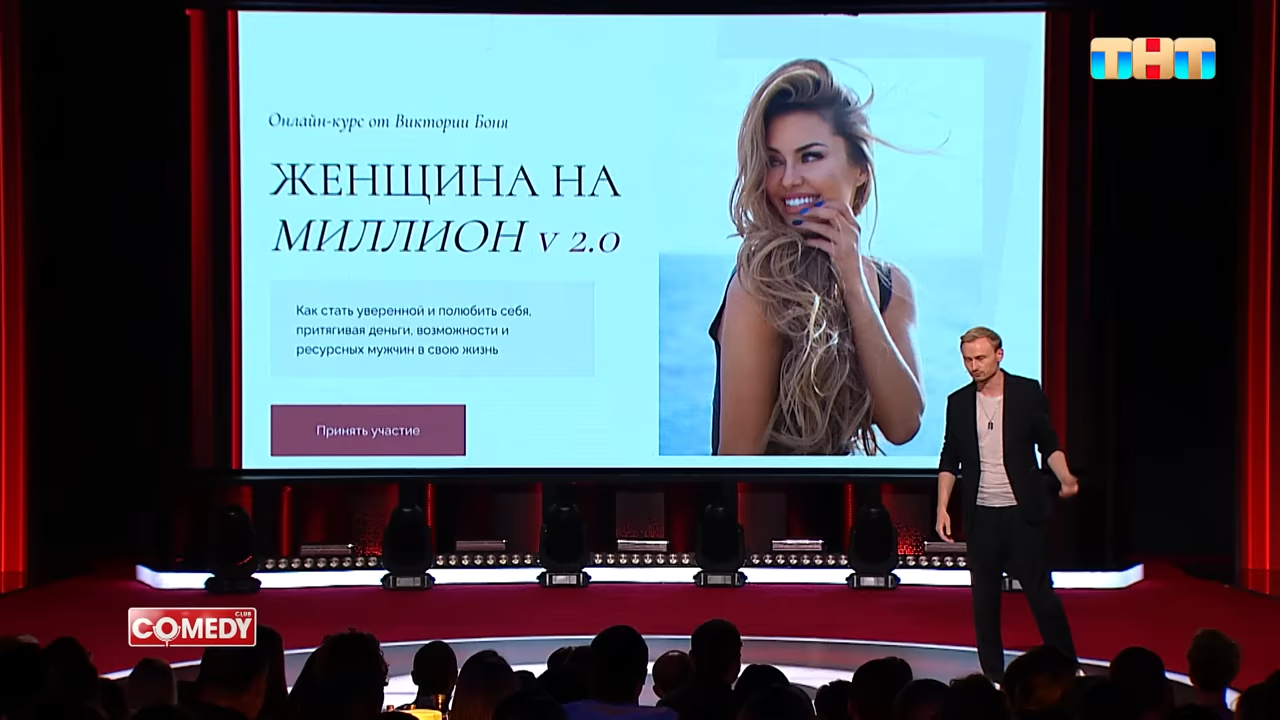 ТНТ
Онлайн-курс от Виктории Боня
ЖЕНЩИНА НА
МИЛЛИОН v 2.0
Как стать уверенной и полюбить себя,
притягивая деньги, возможности и
ресурсных мужчин в свою жизнь
Принять участие
COMEDY
CLUB